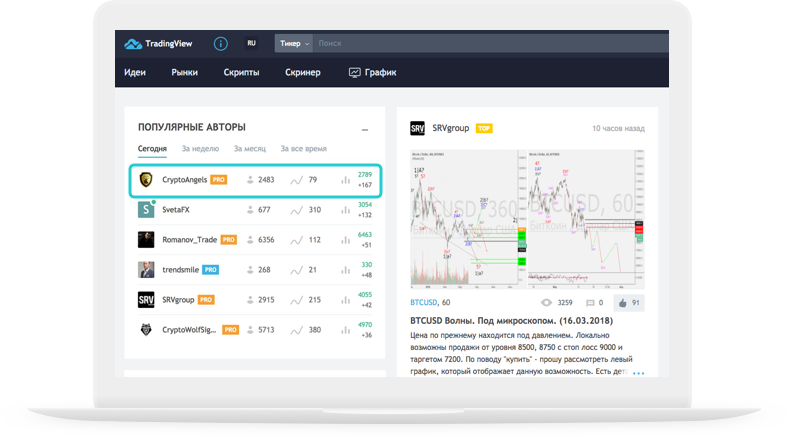 TradingView
RU
Тикер
Поиск
Идеи Рынки Скрипты Скринер График
ПОПУЛЯРНЫЕ АВТОРЫ
Сегодня За неделю За месяц За все время
CryptoAngels PRO 2483 79 2789 +167
SvetaFX 677 310 3054 +132
Romanov_Trade PRO 6356 112 6463 +51
trendsmile PRO 268 21 330 +48
SRV SRVgroup PRO 2915 215 4055 +42
CryptoWolfSig... PRO 5713 380 4970 +36
SRV SRVgroup TOP 10 часов назад
BTCUSD, 60 3259 0 91
BTCUSD Волны. Под микроскопом. (16.03.2018)
Цена по прежнему находится под давлением. Локально
возможны продажи от уровня 8500, 8750 с стоп лосс 9000 и
таргетом 7200. По поводу "купить" - прошу рассмотреть левый
график, который отображает данную возможность. Есть дет